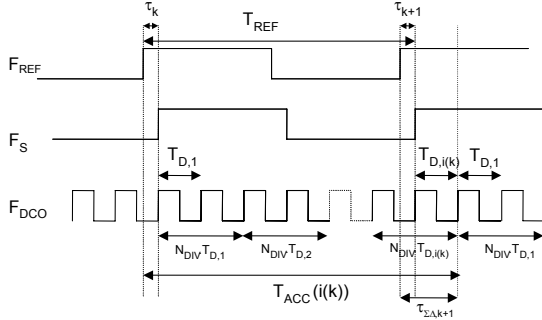 τk τk+1
TREF
FREF
FS
TD,1 TD,i(k) TD,1
FDCO
NDIVTD,1 NDIVTD,2 NDIVTD,i(k) NDIVTD,1
TACC(i(k))
τΣΔ,k+1